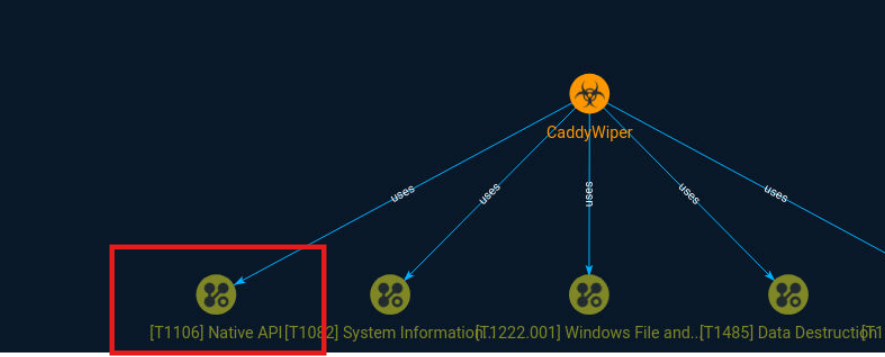 CaddyWiper
uses
uses
uses
uses
uses
[T1106] Native API
[T1082] System Information...
[T1222.001] Windows File and...
[T1485] Data Destruction
[T1